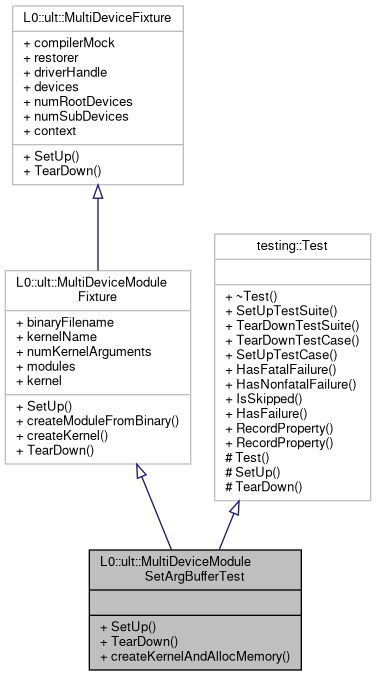 L0::ult::MultiDeviceFixture
+ compilerMock
+ restorer
+ driverHandle
+ devices
+ numRootDevices
+ numSubDevices
+ context
+ SetUp()
+ TearDown()
L0::ult::MultiDeviceModule
Fixture
+ binaryFilename
+ kernelName
+ numKernelArguments
+ modules
+ kernel
+ SetUp()
+ createModuleFromBinary()
+ createKernel()
+ TearDown()
testing::Test
+ ~Test()
+ SetUpTestSuite()
+ TearDownTestSuite()
+ TearDownTestCase()
+ SetUpTestCase()
+ HasFatalFailure()
+ HasNonfatalFailure()
+ IsSkipped()
+ HasFailure()
+ RecordProperty()
+ RecordProperty()
# Test()
# SetUp()
# TearDown()
L0::ult::MultiDeviceModule
SetArgBufferTest
+ SetUp()
+ TearDown()
+ createKernelAndAllocMemory()